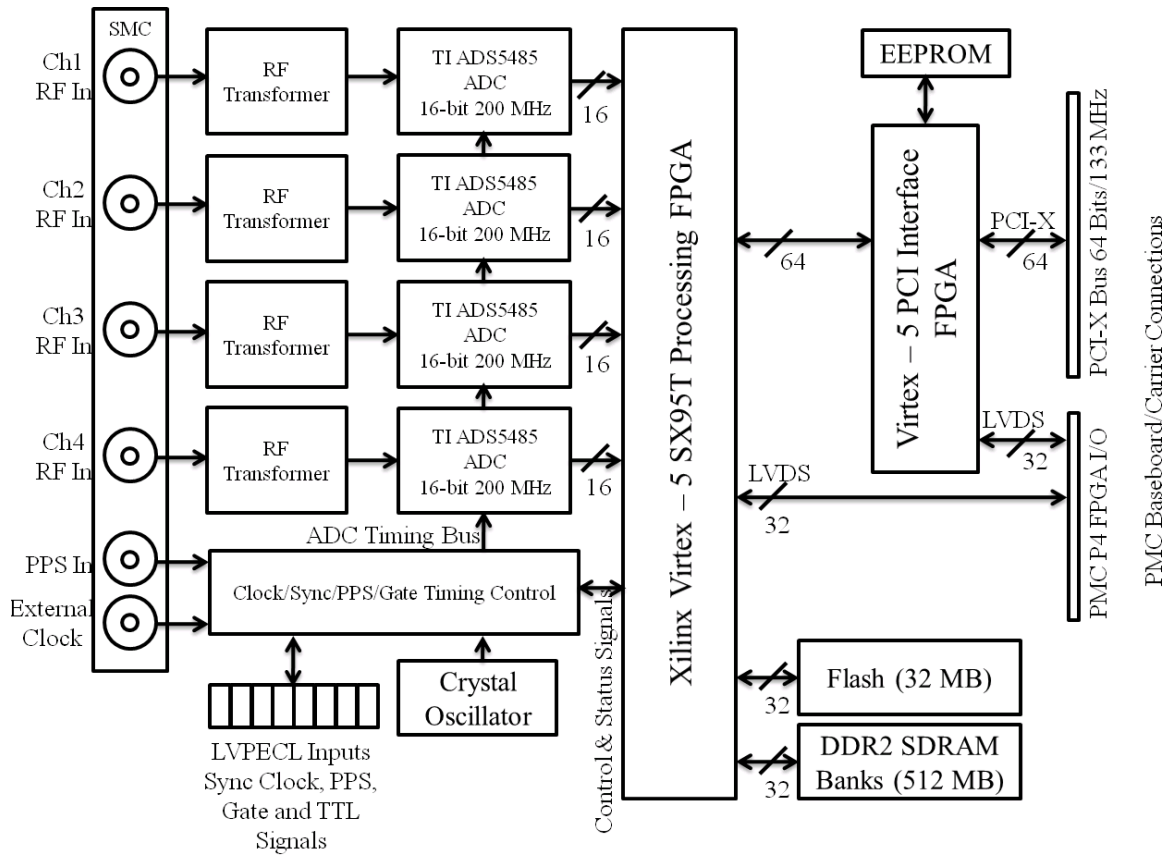 SMC
Ch1
RF In
RF
Transformer
TI ADS5485
ADC
16-bit 200 MHz
16
Ch2
RF In
RF
Transformer
TI ADS5485
ADC
16-bit 200 MHz
16
Ch3
RF In
RF
Transformer
TI ADS5485
ADC
16-bit 200 MHz
16
Ch4
RF In
RF
Transformer
TI ADS5485
ADC
16-bit 200 MHz
16
ADC Timing Bus
PPS In
External
Clock
Clock/Sync/PPS/Gate Timing Control
Crystal
Oscillator
LVPECL Inputs
Sync Clock, PPS,
Gate and TTL
Signals
Control & Status Signals
Xilinx Virtex – 5 SX95T Processing FPGA
64
LVDS
32
EEPROM
Virtex – 5 PCI Interface
FPGA
PCI-X
64
LVDS
32
PCI-X Bus 64 Bits/133 MHz
PMC P4 FPGA I/O
PMC Baseboard/Carrier Connections
Flash (32 MB)
32
DDR2 SDRAM
Banks (512 MB)
32